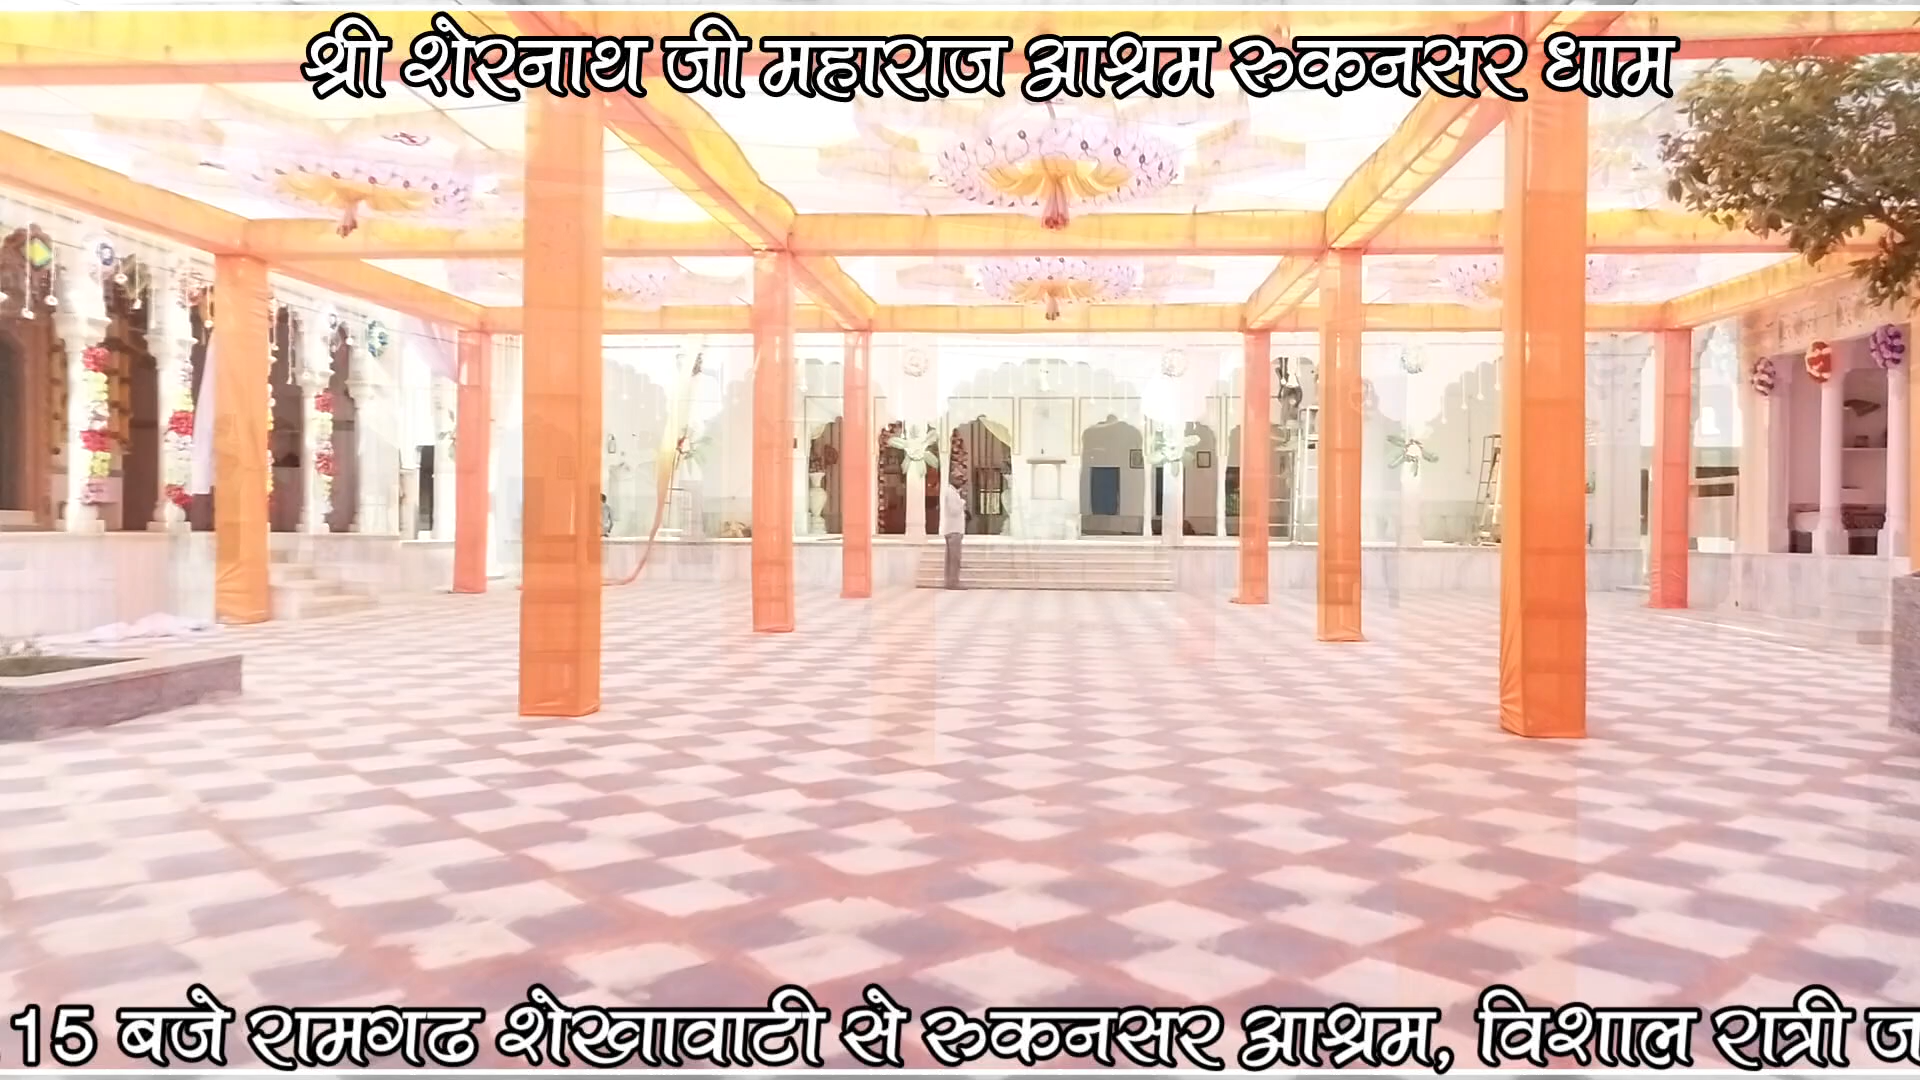 श्री शेरनाथ जी महाराज आश्रम रुकनसर धाम
15 बजे रामगढ शेखावाटी से रुकनसर आश्रम, विशाल रात्री ज